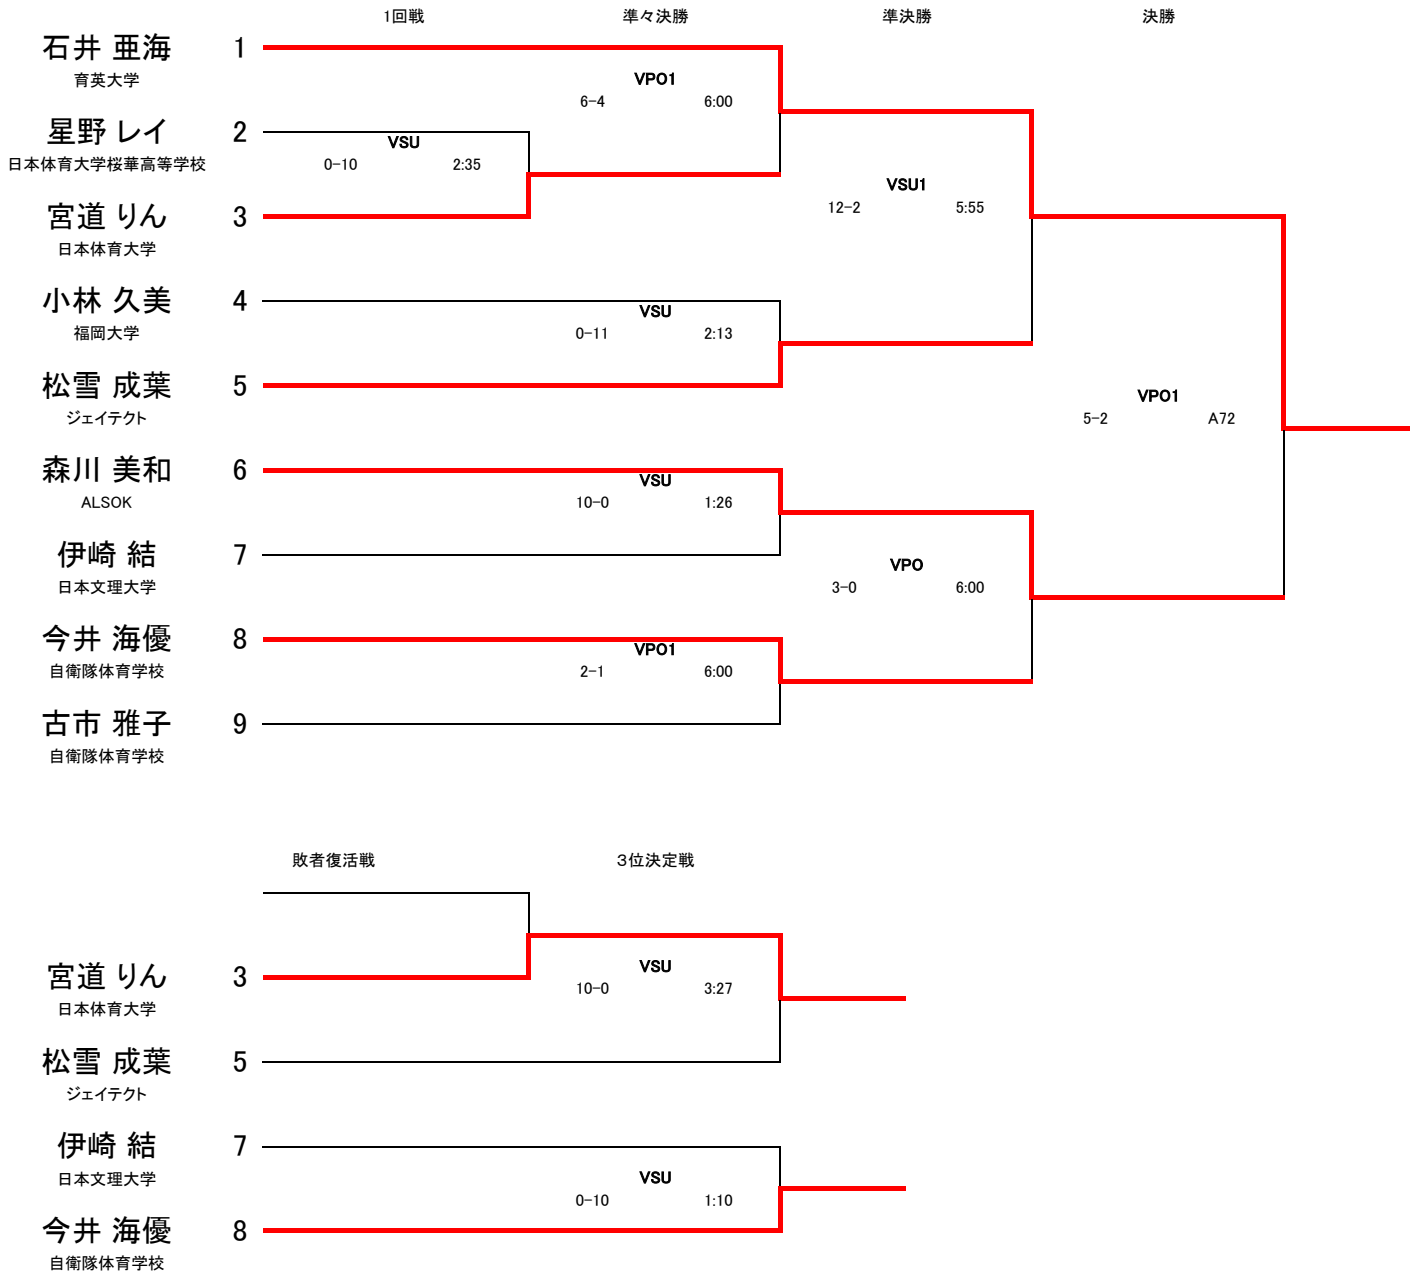 1回戦 準々決勝 準決勝 決勝
石井 亜海 1
育英大学
VPO1
6-4 6:00
星野 レイ 2
日本体育大学桜華高等学校
VSU
0-10 2:35
宮道 りん 3
日本体育大学
VSU1
12-2 5:55
小林 久美 4
福岡大学
VSU
0-11 2:13
松雪 成葉 5
ジェイテクト
VPO1
5-2 A72
森川 美和 6
ALSOK
VSU
10-0 1:26
伊崎 結 7
日本文理大学
VPO
3-0 6:00
今井 海優 8
自衛隊体育学校
VPO1
2-1 6:00
古市 雅子 9
自衛隊体育学校
敗者復活戦 3位決定戦
宮道 りん 3
日本体育大学
VSU
10-0 3:27
松雪 成葉 5
ジェイテクト
伊崎 結 7
日本文理大学
VSU
0-10 1:10
今井 海優 8
自衛隊体育学校